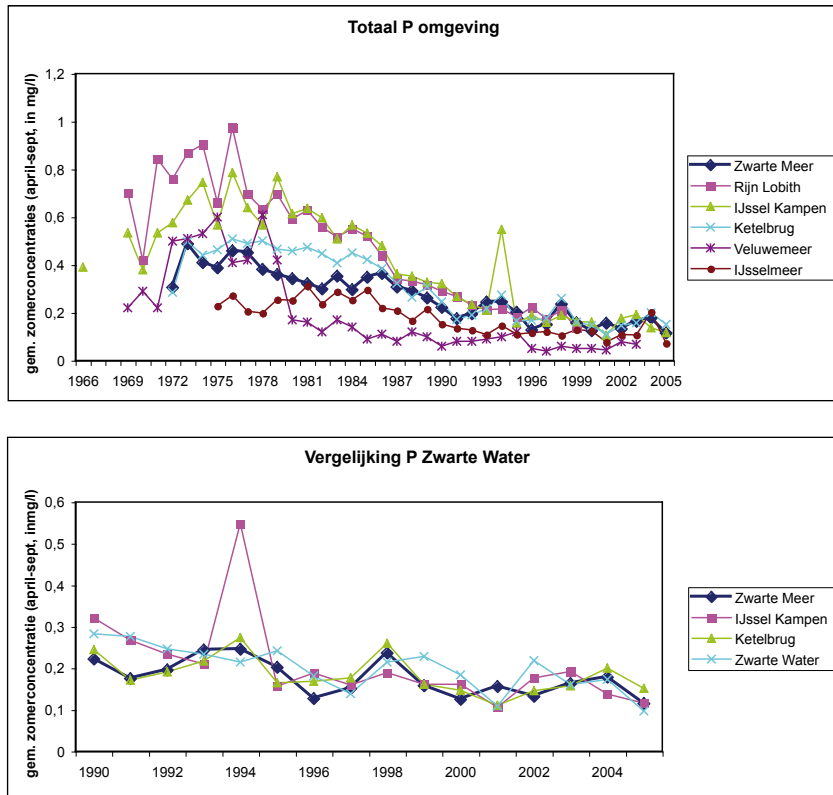 Totaal P omgeving
gem. zomerconcentraties (april-sept, in mg/l)
1,2
1
0,8
0,6
0,4
0,2
0
1966 1969 1972 1975 1978 1981 1984 1987 1990 1993 1996 1999 2002 2005
Zwarte Meer
Rijn Lobith
IJssel Kampen
Ketelbrug
Veluwemeer
IJsselmeer
Vergelijking P Zwarte Water
gem. zomerconcentratie (april-sept, inmg/l)
0,6
0,5
0,4
0,3
0,2
0,1
0
1990 1992 1994 1996 1998 2000 2002 2004
Zwarte Meer
IJssel Kampen
Ketelbrug
Zwarte Water